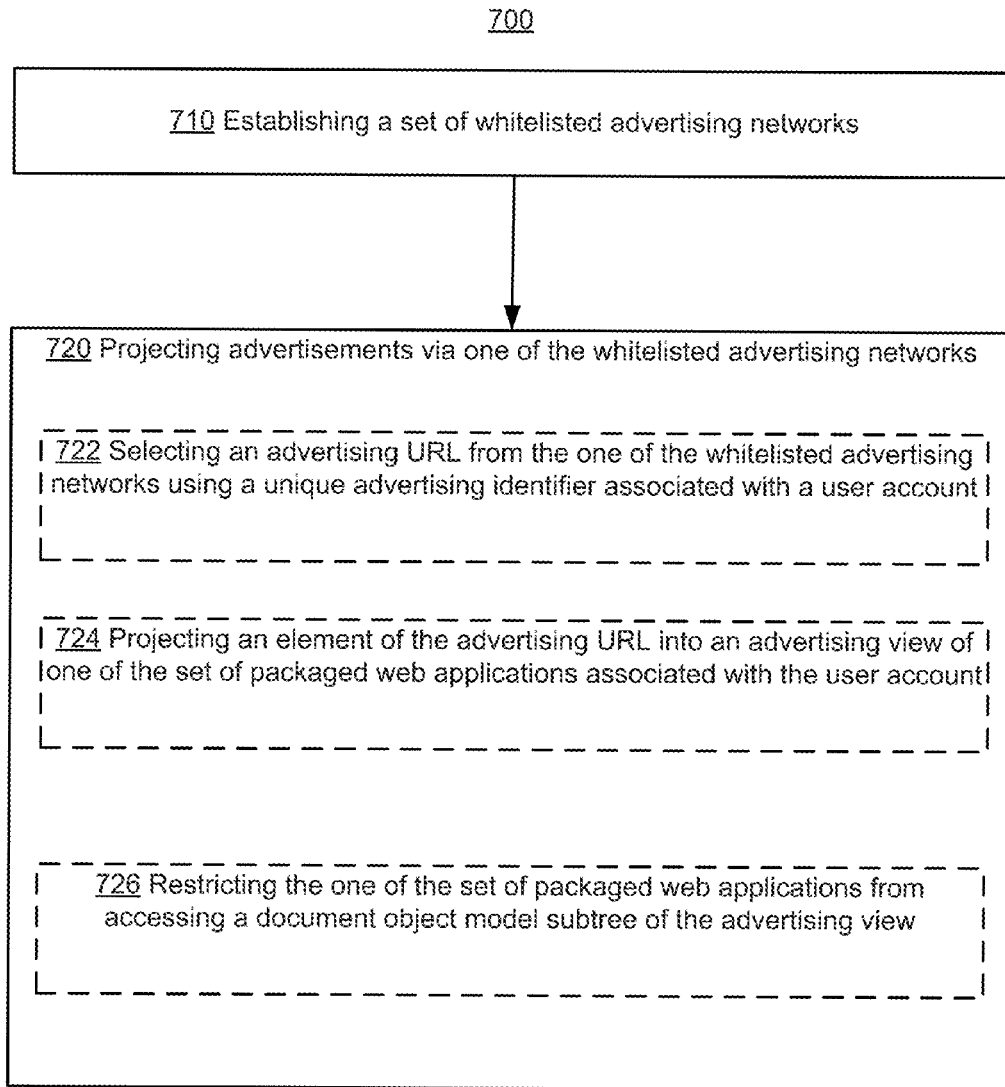 700
710 Establishing a set of whitelisted advertising networks
720 Projecting advertisements via one of the whitelisted advertising networks
722 Selecting an advertising URL from the one of the whitelisted advertising
networks using a unique advertising identifier associated with a user account
724 Projecting an element of the advertising URL into an advertising view of
one of the set of packaged web applications associated with the user account
726 Restricting the one of the set of packaged web applications from
accessing a document object model subtree of the advertising view